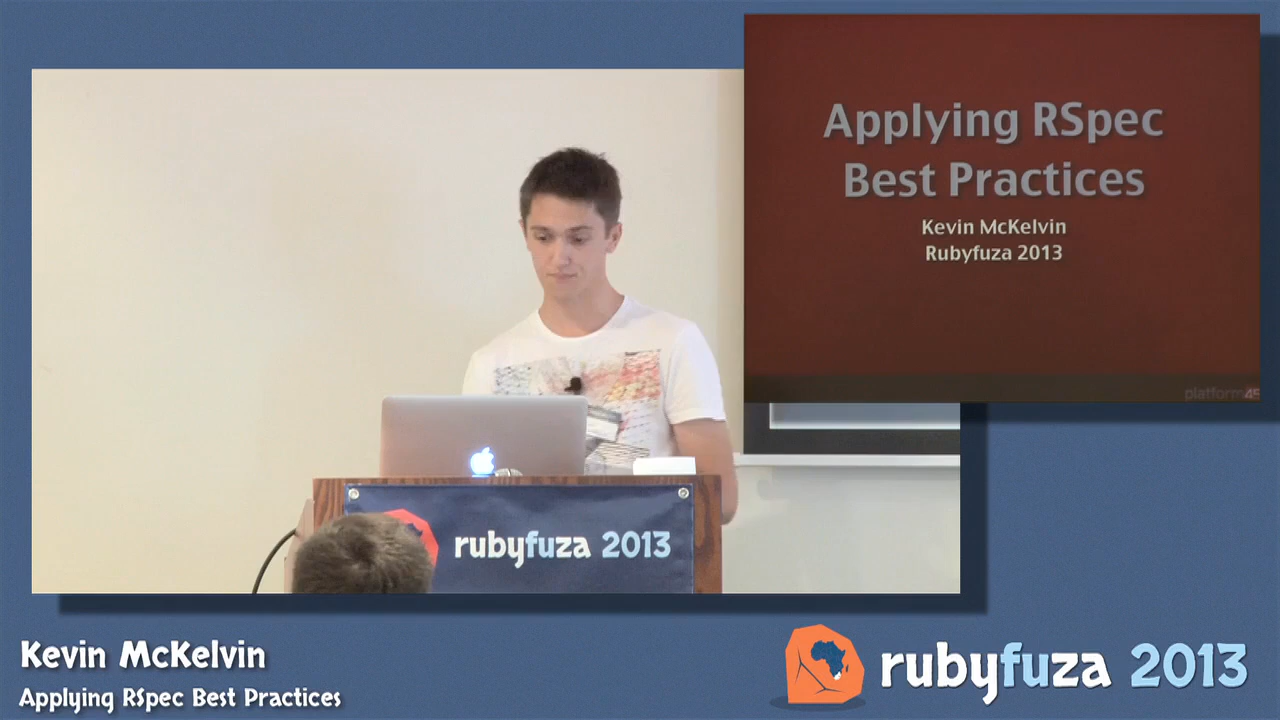 Applying RSpec
Best Practices
Kevin McKelvin
Rubyfuza 2013
platform45
rubyfuza 2013
Kevin McKelvin
Applying RSpec Best Practices
rubyfuza 2013